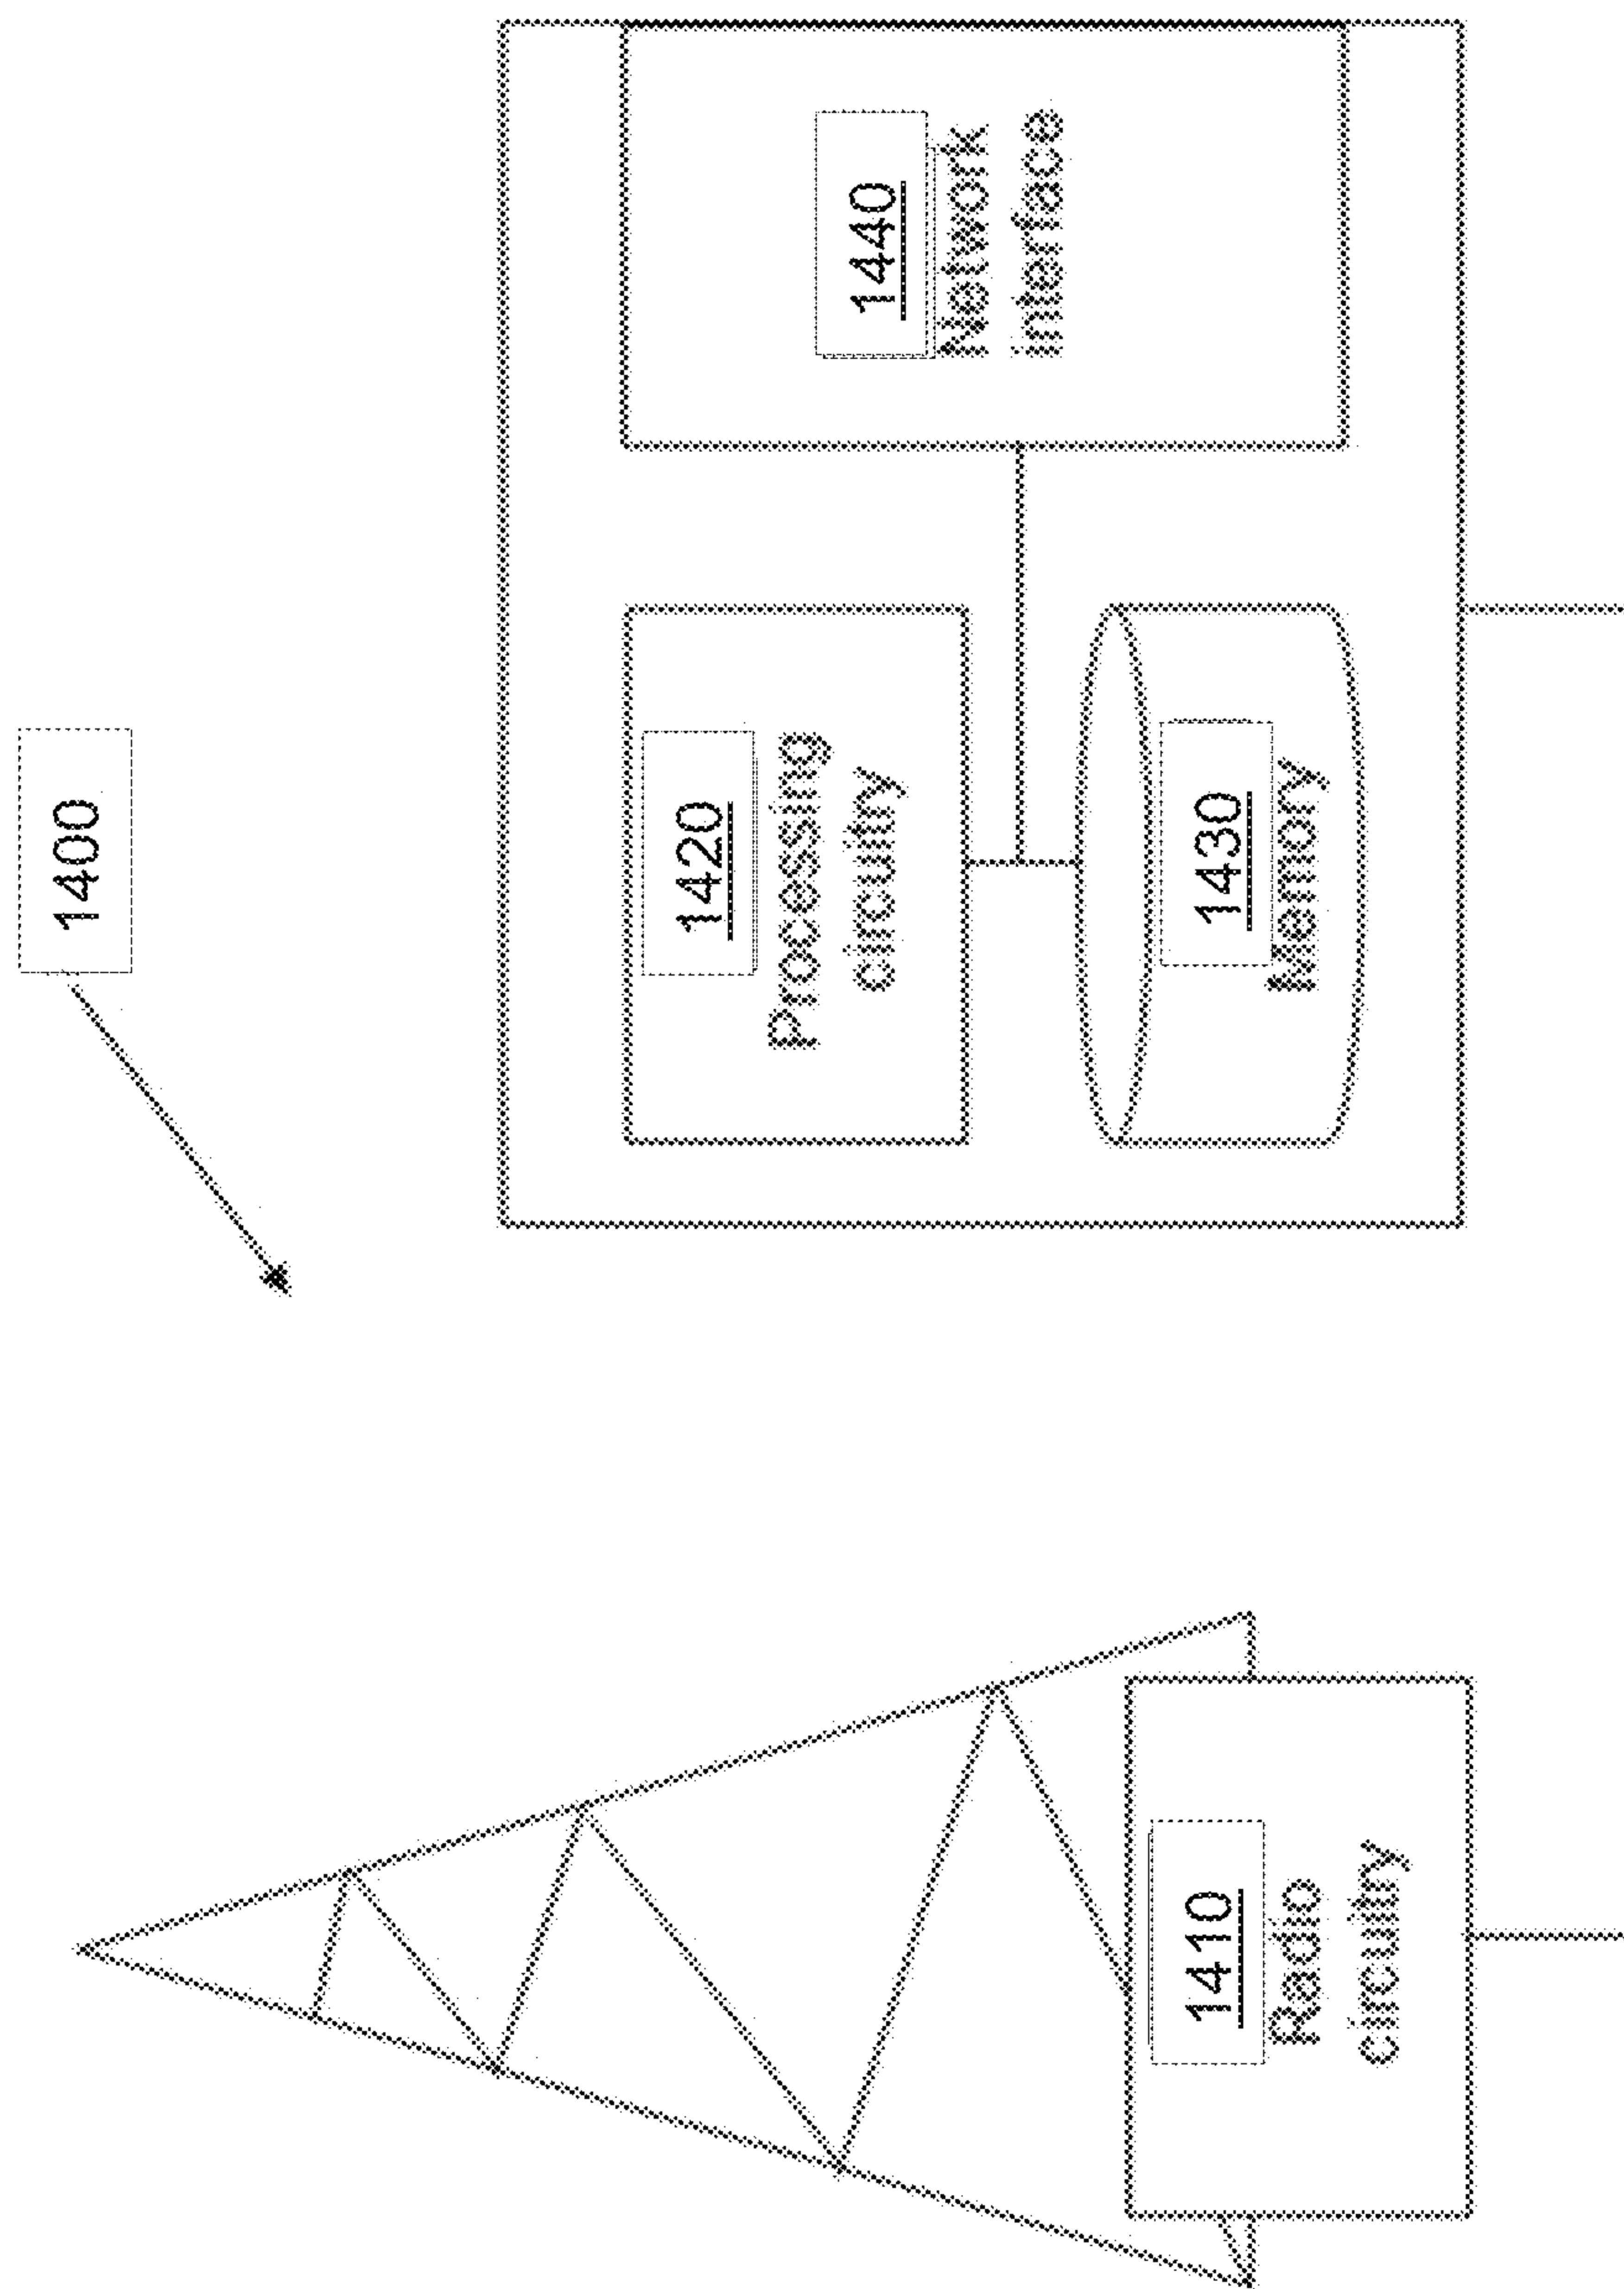 1400
1410
Radio
circuitry
1420
Processing
circuitry
1430
Memory
1440
Network
interface